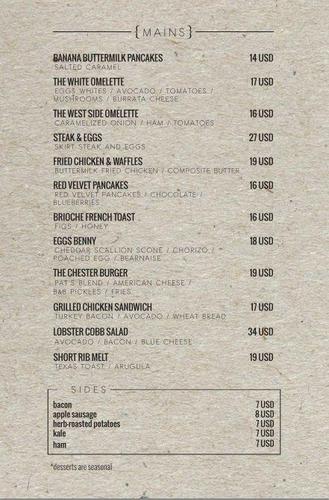 {MAINS}
BANANA BUTTERMILK PANCAKES 14 USD
SALTED CARAMEL
THE WHITE OMELETTE 17 USD
EGGS WHITES / AVOCADO / TOMATOES /
MUSHROOMS / BURRATA CHEESE
THE WEST SIDE OMELETTE 16 USD
CARAMELIZED ONION / HAM / TOMATOES
STEAK & EGGS 27 USD
SKIRT STEAK AND EGGS
FRIED CHICKEN & WAFFLES 19 USD
BUTTERMILK FRIED CHICKEN / COMPOSITE BUTTER
RED VELVET PANCAKES 16 USD
RED VELVET PANCAKES / CHOCOLATE /
BLUEBERRIES
BRIOCHE FRENCH TOAST 16 USD
FIGS / HONEY
EGGS BENNY 18 USD
CHEDDAR SCALLION SCONE / CHORIZO /
POACHED EGG / BEARNAISE
THE CHESTER BURGER 19 USD
PAT'S BLEND / AMERICAN CHEESE /
B&B PICKLES / FRIES
GRILLED CHICKEN SANDWICH 17 USD
TURKEY BACON / AVOCADO / WHEAT BREAD
LOBSTER COBB SALAD 34 USD
AVOCADO / BACON / BLUE CHEESE
SHORT RIB MELT 19 USD
TEXAS TOAST / ARUGULA
SIDES
bacon 7 USD
apple sausage 8 USD
herb-roasted potatoes 7 USD
kale 7 USD
ham 7 USD
*desserts are seasonal